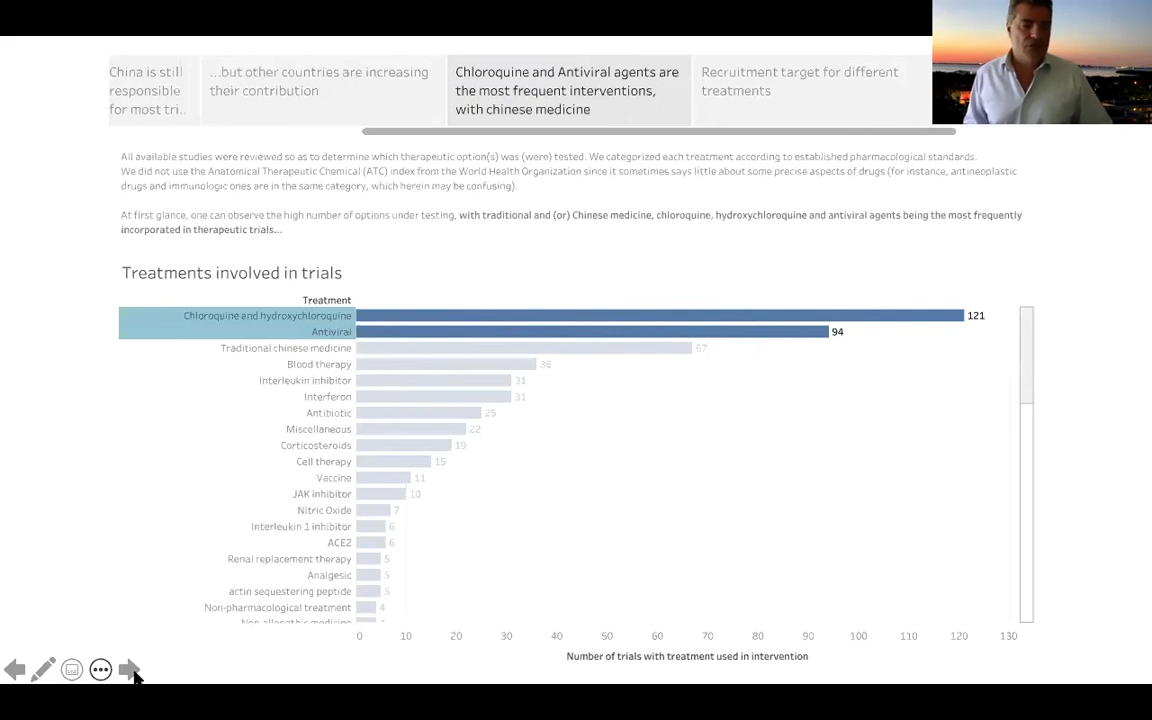 China is still
responsible
for most tri..
...but other countries are increasing
their contribution
Chloroquine and Antiviral agents are
the most frequent interventions,
with chinese medicine
Recruitment target for different
treatments
All available studies were reviewed so as to determine which therapeutic option(s) was (were) tested. We categorized each treatment according to established pharmacological standards.
We did not use the Anatomical Therapeutic Chemical (ATC) index from the World Health Organization since it sometimes says little about some precise aspects of drugs (for instance, antineoplastic
drugs and immunologic ones are in the same category, which herein may be confusing).
At first glance, one can observe the high number of options under testing, with traditional and (or) Chinese medicine, chloroquine, hydroxychloroquine and antiviral agents being the most frequently
incorporated in therapeutic trials...
Treatments involved in trials
Treatment
Chloroquine and hydroxychloroquine 121
Antiviral 94
Traditional chinese medicine 67
Blood therapy 36
Interleukin inhibitor 31
Interferon 31
Antibiotic 25
Miscellaneous 22
Corticosteroids 19
Cell therapy 15
Vaccine 11
JAK inhibitor 10
Nitric Oxide 7
Interleukin 1 inhibitor 6
ACE2 6
Renal replacement therapy 5
Analgesic 5
actin sequestering peptide 5
Non-pharmacological treatment 4
Non-allopathic medicine
0 10 20 30 40 50 60 70 80 90 100 110 120 130
Number of trials with treatment used in intervention